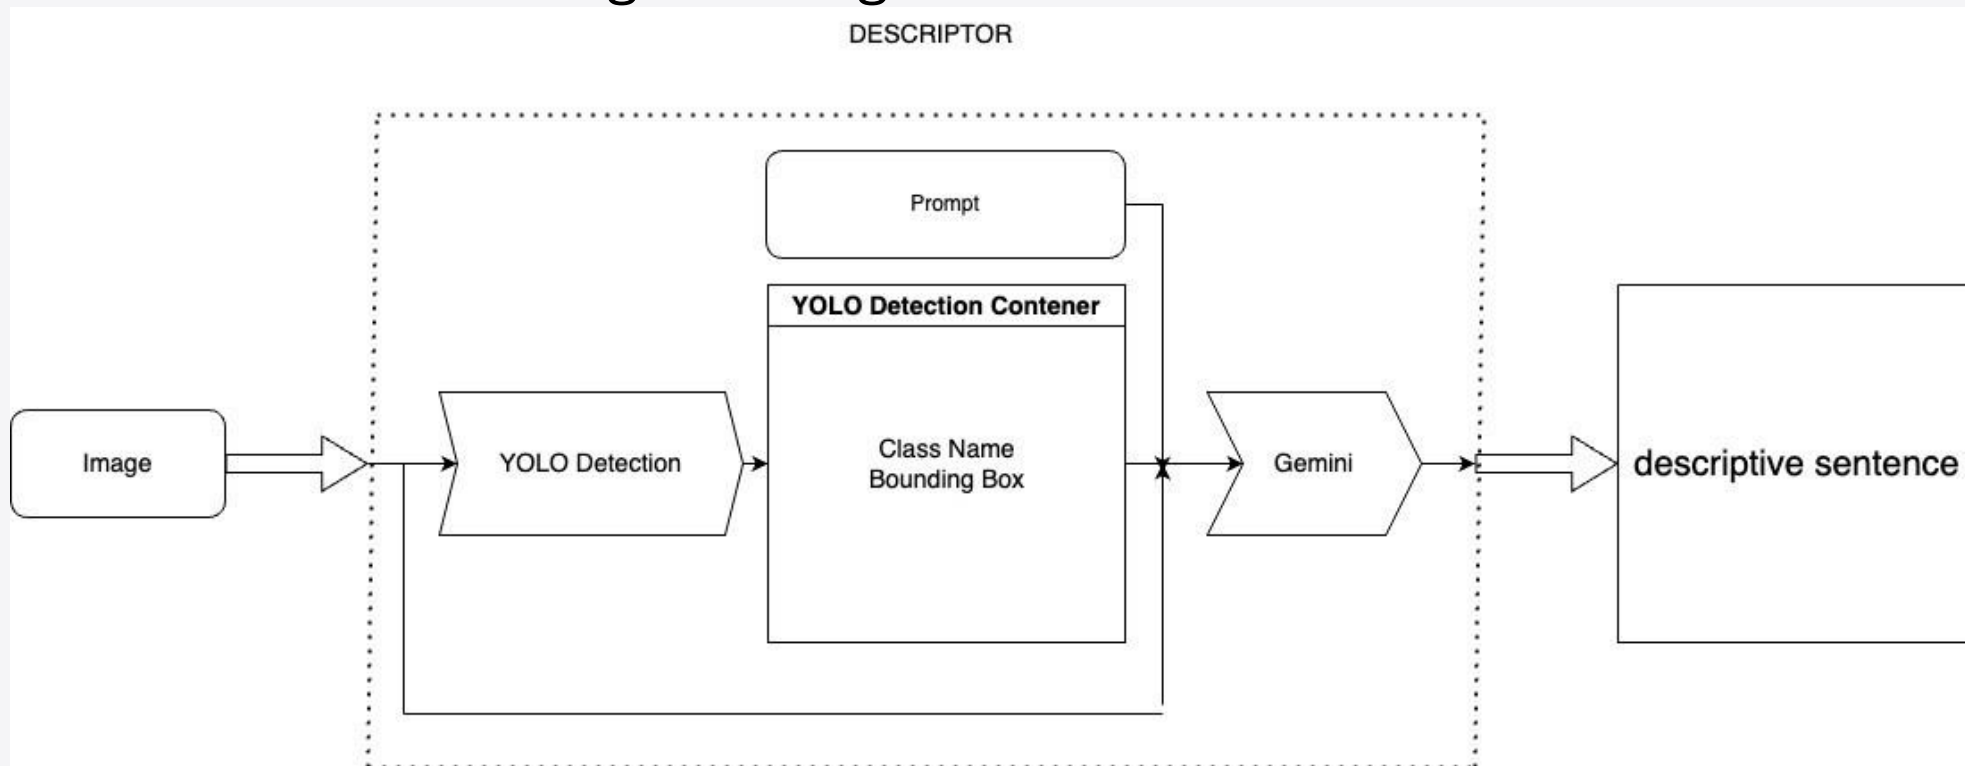 DESCRIPTOR
Prompt
YOLO Detection Contener
Image
YOLO Detection
Class Name
Bounding Box
Gemini
descriptive sentence